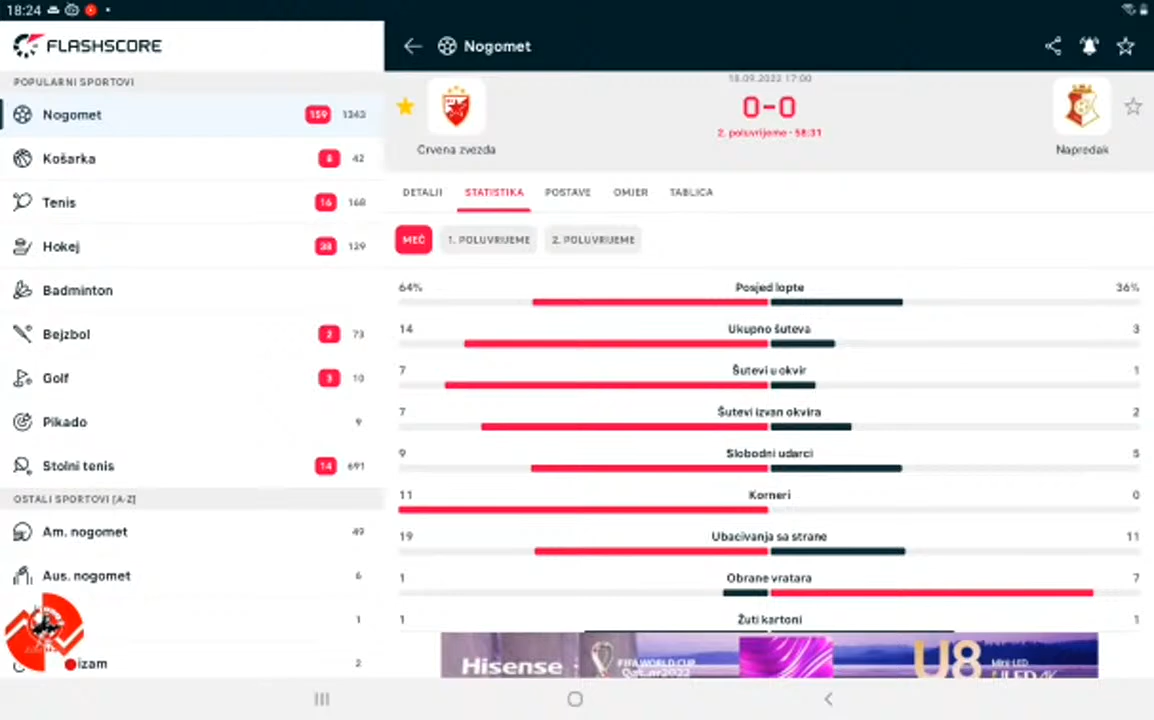 18:24
FLASHSCORE
Nogomet
POPULARNI SPORTOVI
Nogomet 159 1343
Košarka 8 42
Tenis 16 168
Hokej 38 129
Badminton
Bejzbol 2 73
Golf 3 10
Pikado 9
Stolni tenis 14 691
OSTALI SPORTOVI [A-Z]
Am. nogomet 49
Aus. nogomet 6
1
izam 2
18.09.2022 17:00
0-0
2. poluvrijeme - 58:31
Crvena zvezda
Napredak
DETALJI STATISTIKA POSTAVE OMJER TABLICA
MEČ 1. POLUVRIJEME 2. POLUVRIJEME
64% Posjed lopte 36%
14 Ukupno šuteva 3
7 Šutevi u okvir 1
7 Šutevi izvan okvira 2
9 Slobodni udarci 5
11 Korneri 0
19 Ubacivanja sa strane 11
1 Obrane vratara 7
1 Žuti kartoni 1
Hisense FIFA WORLD CUP Qatar2022 U8 Mini-LED ULED 4K